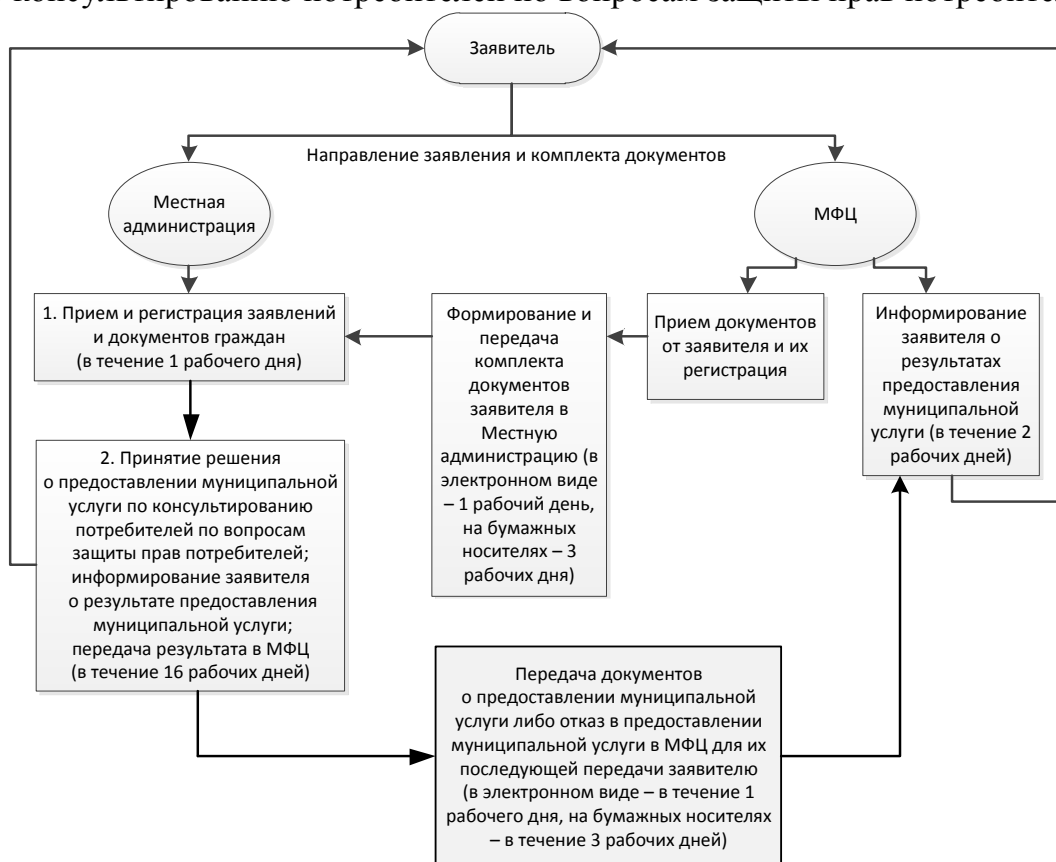 консультированию потребителей по вопросам защиты прав
Заявитель
Направление заявления и комплекта документов
Местная
администрация
МФЦ
1. Прием и регистрация заявлений
и документов граждан
(в течение 1 рабочего дня)
Формирование и
передача
комплекта
документов
заявителя в
Местную
администрацию (в
электронном виде
– 1 рабочий день,
на бумажных
носителях – 3
рабочих дня)
Прием документов
от заявителя и их
регистрация
Информирование
заявителя о
результатах
предоставления
муниципальной
услуги (в течение 2
рабочих дней)
2. Принятие решения
о предоставлении муниципальной
услуги по консультированию
потребителей по вопросам
защиты прав потребителей;
информирование заявителя
о результате предоставления
муниципальной услуги;
передача результата в МФЦ
(в течение 16 рабочих дней)
Передача документов
о предоставлении муниципальной
услуги либо отказ в предоставлении
муниципальной услуги в МФЦ для их
последующей передачи заявителю
(в электронном виде – в течение 1
рабочего дня, на бумажных носителях
– в течение 3 рабочих дней)